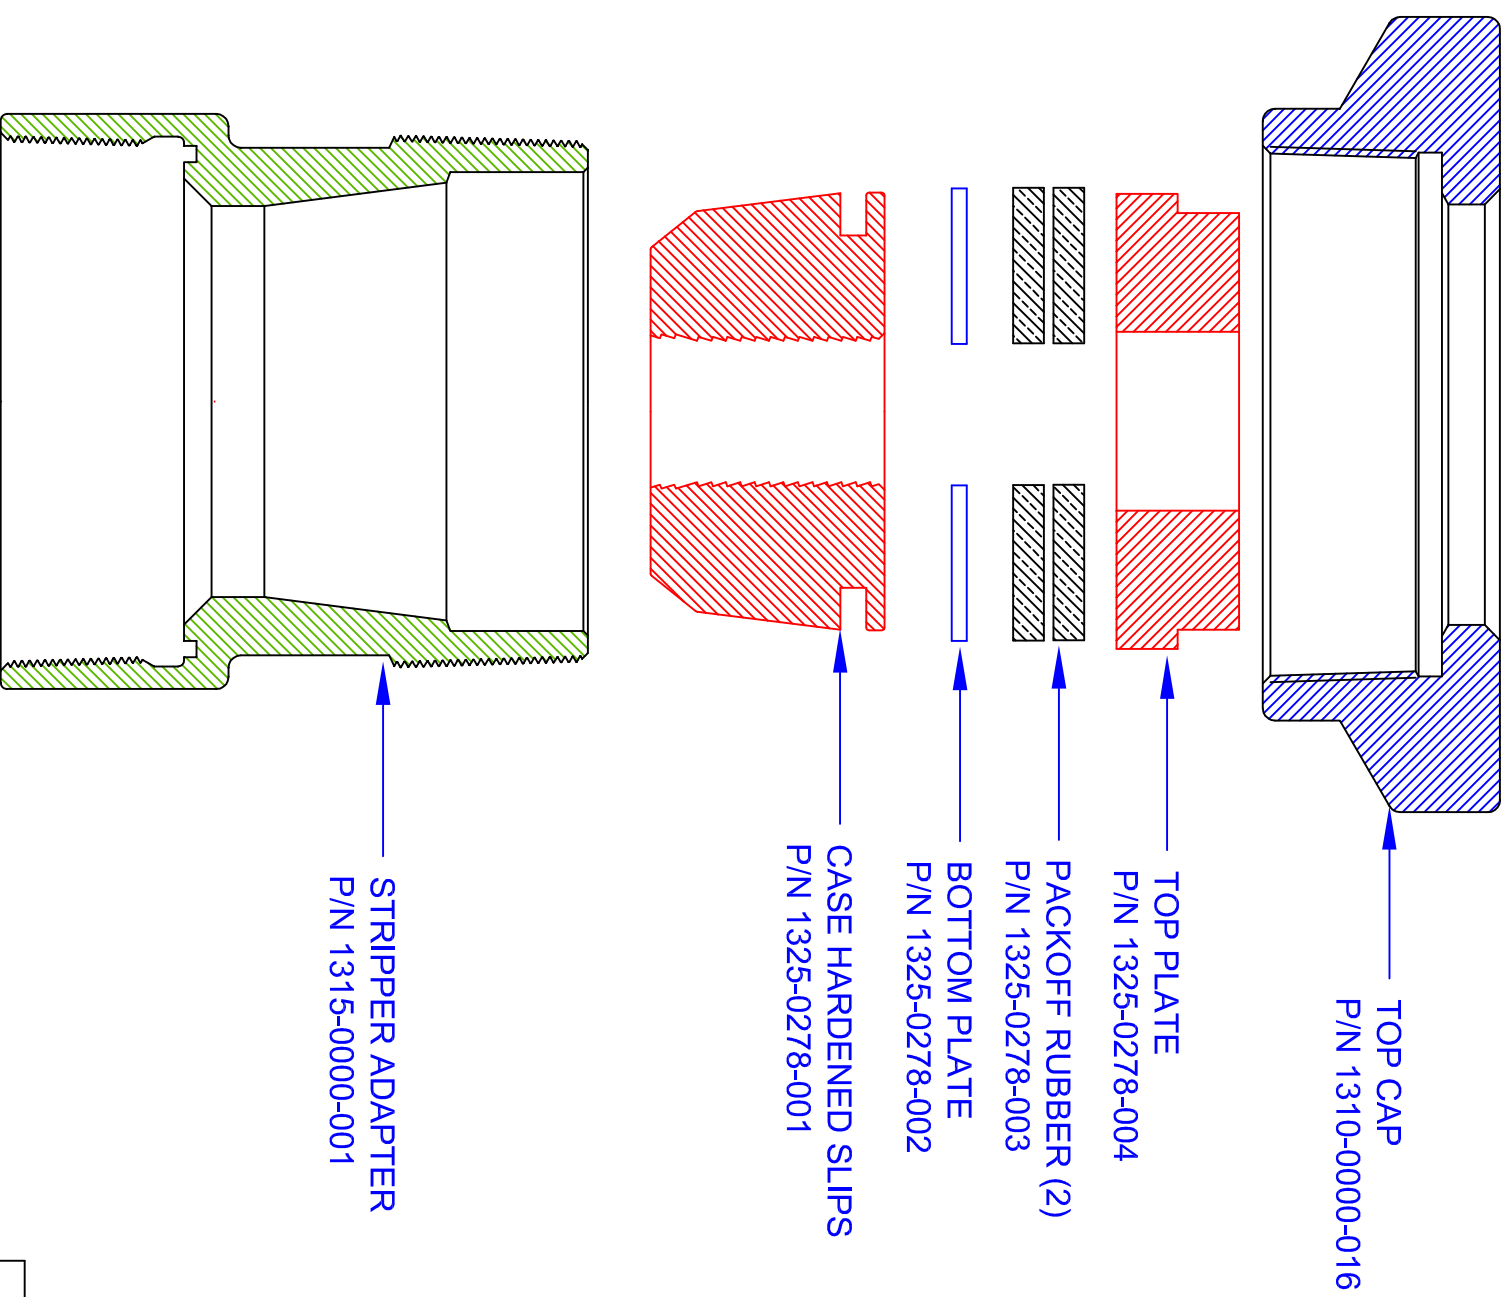 TOP CAP
P/N 1310-0000-016
TOP PLATE
P/N 1325-0278-004
PACKOFF RUBBER (2)
P/N 1325-0278-003
BOTTOM PLATE
P/N 1325-0278-002
CASE HARDENED SLIPS
P/N 1325-0278-001
STRIPPER ADAPTER
P/N 1315-0000-001